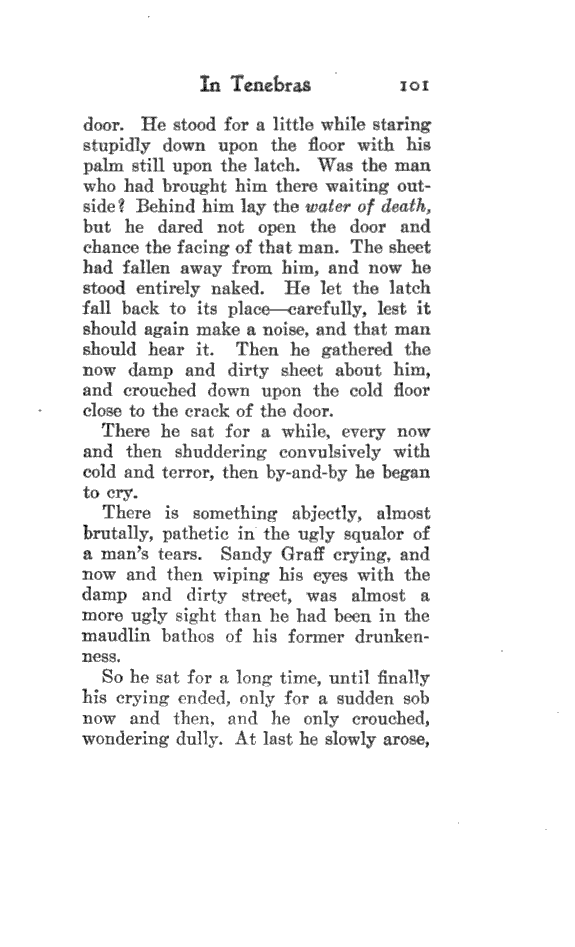 In Tenebras 101
door. He stood for a little while staring
stupidly down upon the floor with his
palm still upon the latch. Was the man
who had brought him there waiting out-
side? Behind him lay the water of death,
but he dared not open the door and
chance the facing of that man. The sheet
had fallen away from him, and now he
stood entirely naked. He let the latch
fall back to its place—carefully, lest it
should again make a noise, and that man
should hear it. Then he gathered the
now damp and dirty sheet about him,
and crouched down upon the cold floor
close to the crack of the door.
There he sat for a while, every now
and then shuddering convulsively with
cold and terror, then by-and-by he began
to cry.
There is something abjectly, almost
brutally, pathetic in the ugly squalor of
a man's tears. Sandy Graff crying, and
now and then wiping his eyes with the
damp and dirty street, was almost a
more ugly sight than he had been in the
maudlin bathos of his former drunken-
ness.
So he sat for a long time, until finally
his crying ended, only for a sudden sob
now and then, and he only crouched,
wondering dully. At last he slowly arose,